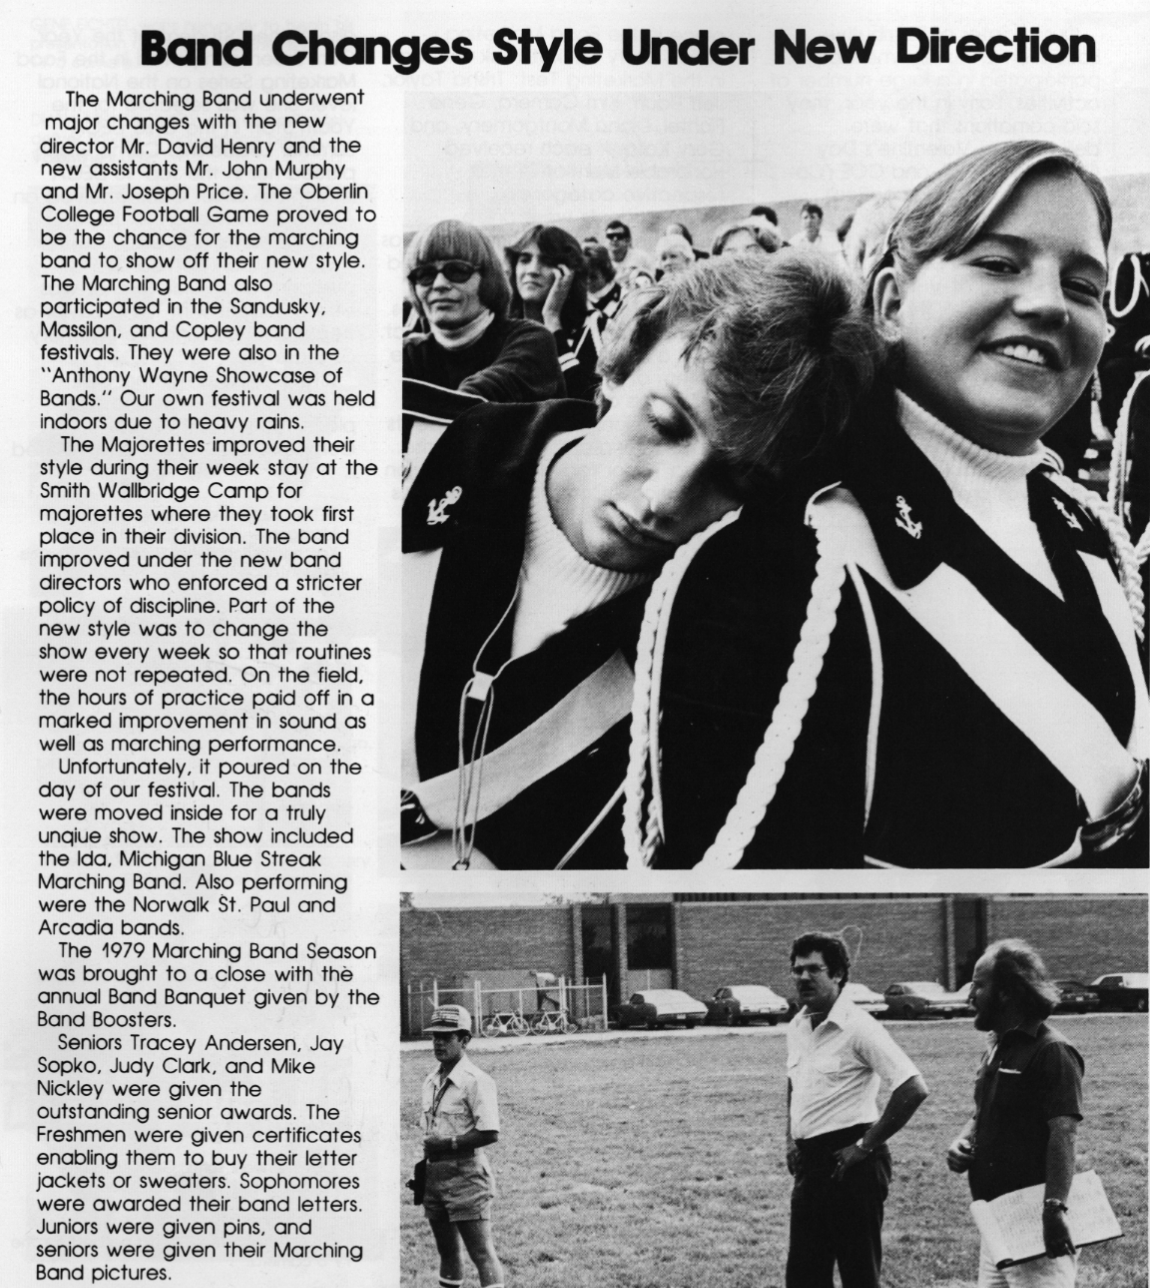 Band Changes Style Under New Direction
The Marching Band underwent
major changes with the new
director Mr. David Henry and the
new assistants Mr. John Murphy
and Mr. Joseph Price. The Oberlin
College Football Game proved to
be the chance for the marching
band to show off their new style.
The Marching Band also
participated in the Sandusky,
Massilon, and Copley band
festivals. They were also in the
"Anthony Wayne Showcase of
Bands." Our own festival was held
indoors due to heavy rains.
The Majorettes improved their
style during their week stay at the
Smith Wallbridge Camp for
majorettes where they took first
place in their division. The band
improved under the new band
directors who enforced a stricter
policy of discipline. Part of the
new style was to change the
show every week so that routines
were not repeated. On the field,
the hours of practice paid off in a
marked improvement in sound as
well as marching performance.
Unfortunately, it poured on the
day of our festival. The bands
were moved inside for a truly
unqiue show. The show included
the Ida, Michigan Blue Streak
Marching Band. Also performing
were the Norwalk St. Paul and
Arcadia bands.
The 1979 Marching Band Season
was brought to a close with the
annual Band Banquet given by the
Band Boosters.
Seniors Tracey Andersen, Jay
Sopko, Judy Clark, and Mike
Nickley were given the
outstanding senior awards. The
Freshmen were given certificates
enabling them to buy their letter
jackets or sweaters. Sophomores
were awarded their band letters.
Juniors were given pins, and
seniors were given their Marching
Band pictures.